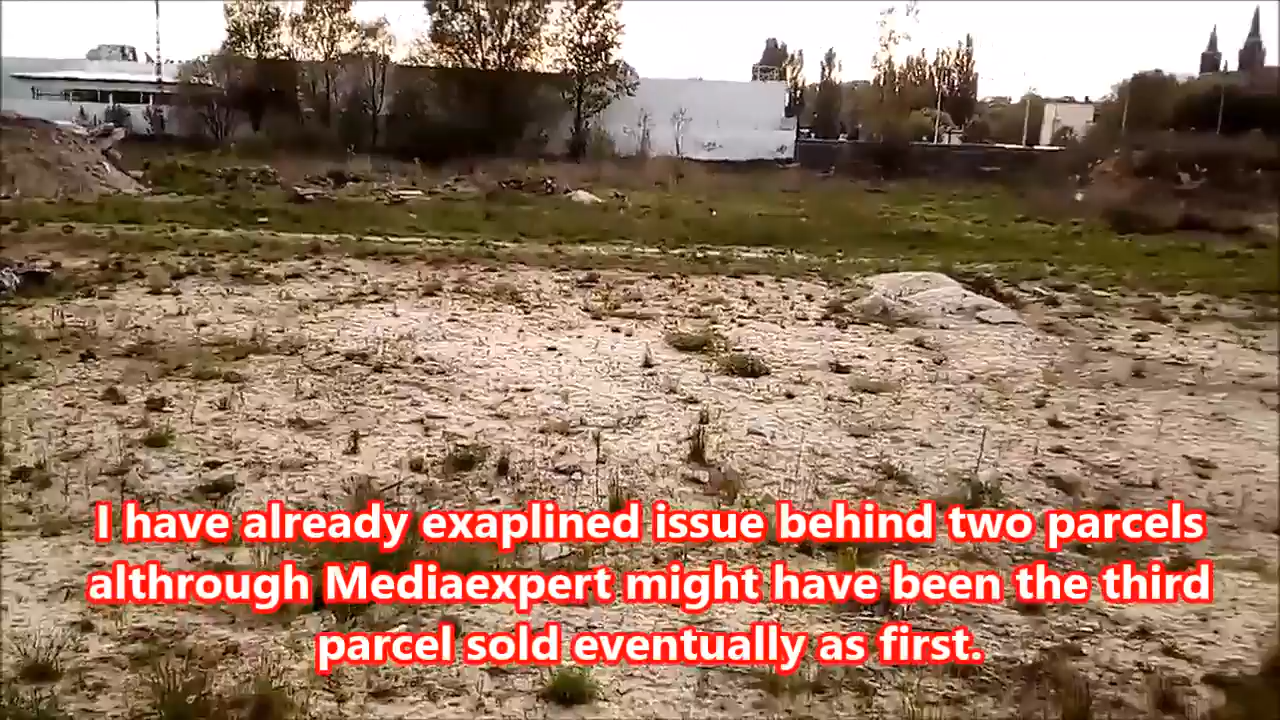 I have already exaplined issue behind two parcels
althrough Mediaexpert might have been the third
parcel sold eventually as first.